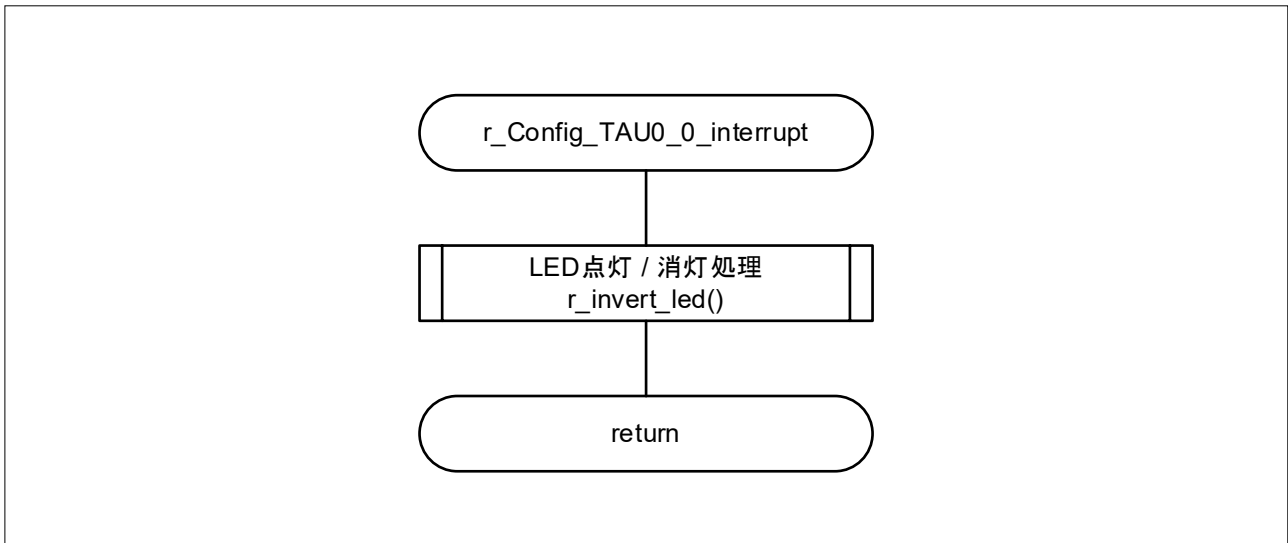 r_Config_TAU0_0_interrupt
LED点灯 / 消灯処理
r_invert_led()
return